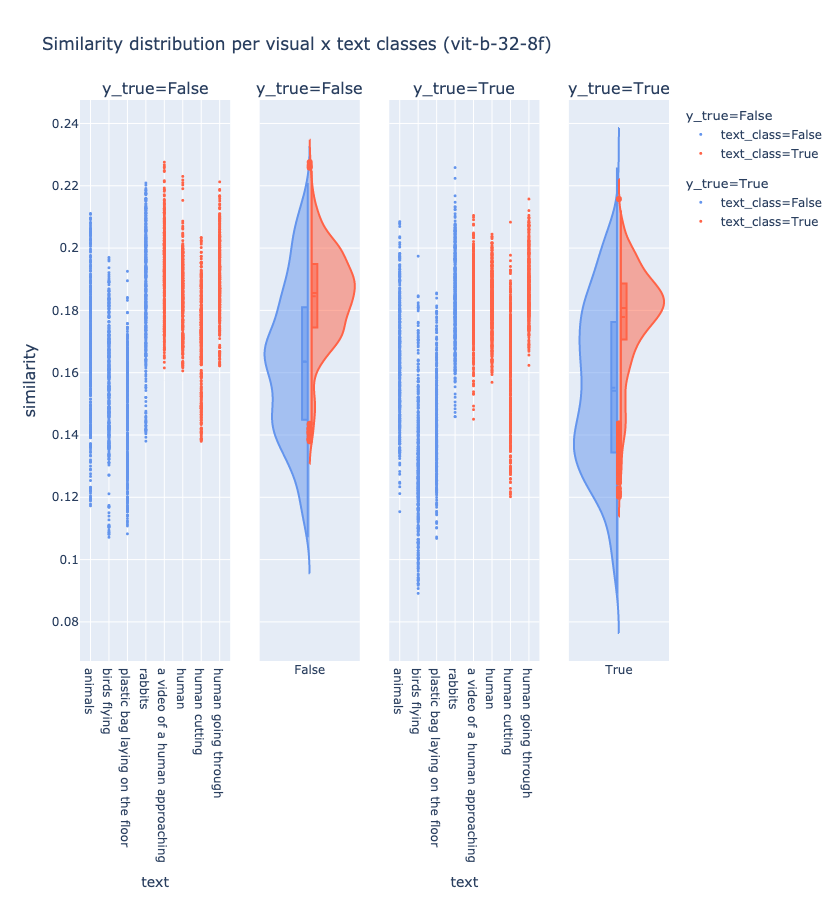 Similarity distribution per visual x text classes (vit-b-32-8f)
y_true=False
y_true=False
y_true=True
y_true=True
y_true=False
text_class=False
text_class=True
y_true=True
text_class=False
text_class=True
similarity
0.24
0.22
0.2
0.18
0.16
0.14
0.12
0.1
0.08
animals
birds flying
plastic bag laying on the floor
rabbits
a video of a human approaching
human
human cutting
human going through
False
animals
birds flying
plastic bag laying on the floor
rabbits
a video of a human approaching
human
human cutting
human going through
True
text
text